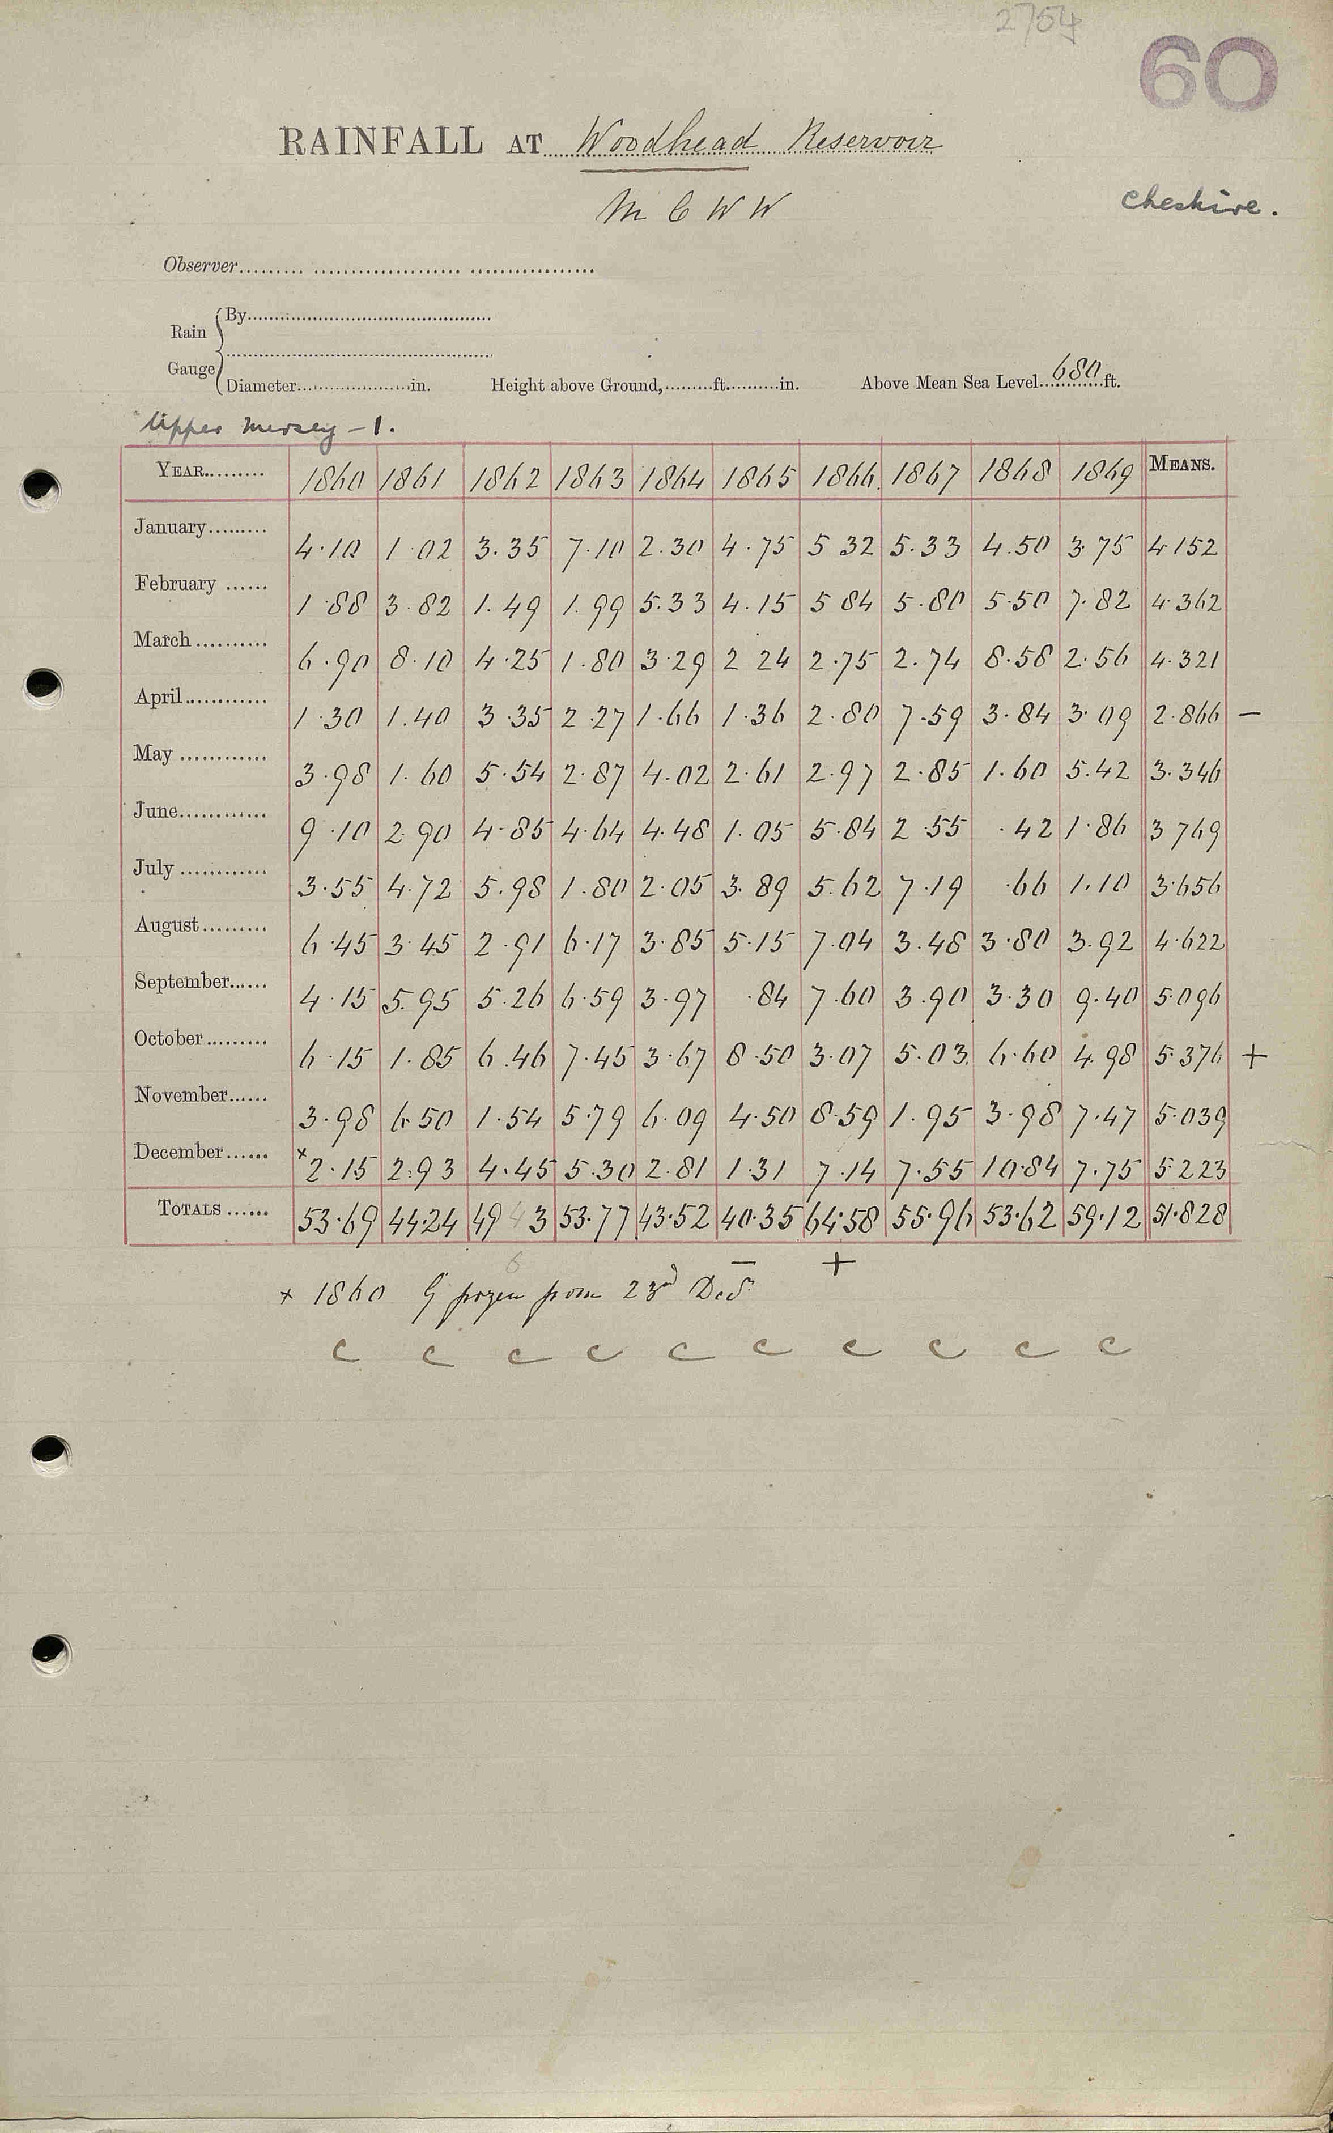 2754
60
RAINFALL AT Woodhead Reservoir
M C W W
Cheshire.
Observer
Rain Gauge
By
Diameter in. Height above Ground, ft. in. Above Mean Sea Level 680 ft.
Upper Mersey - 1.
YEAR 1860 1861 1862 1863 1864 1865 1866 1867 1868 1869 MEANS.
January 4.10 1.02 3.35 7.10 2.30 4.75 5 32 5.33 4.50 3.75 4.152
February 1.88 3.82 1.49 1.99 5.33 4.15 5 84 5.80 5.50 7.82 4.362
March 6.90 8.10 4.25 1.80 3.29 2 24 2.75 2.74 8.58 2.56 4.321
April 1.30 1.40 3.35 2.27 1.66 1.36 2.80 7.59 3.84 3.09 2.866 -
May 3.98 1.60 5.54 2.87 4.02 2.61 2.97 2.85 1.60 5.42 3.346
June 9.10 2.90 4.85 4.64 4.48 1.05 5.84 2.55 .42 1.86 3 769
July 3.55 4.72 5.98 1.80 2.05 3.89 5.62 7.19 .66 1.10 3.656
August 6.45 3.45 2.91 6.17 3.85 5.15 7.04 3.48 3.80 3.92 4.622
September 4.15 5.95 5.26 6.59 3.97 .84 7.60 3.90 3.30 9.40 5.096
October 6.15 1.85 6.46 7.45 3.67 8.50 3.07 5.03 6.60 4.98 5.376 +
November 3.98 6.50 1.54 5.79 6.09 4.50 8.59 1.95 3.98 7.47 5.039
December x 2.15 2.93 4.45 5.30 2.81 1.31 7.14 7.55 10.84 7.75 5.223
TOTALS 53.69 44.24 49 43 53.77 43.52 40.35 64.58 55.96 53.62 59.12 51.828
6 - +
x 1860 G frozen from 23rd Dec
c c c c c c c c c c